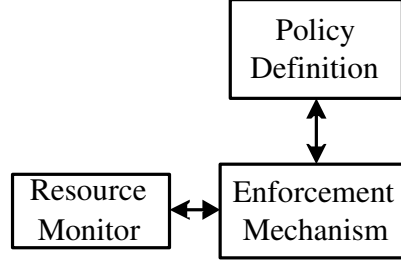 Policy
Definition
Resource
Monitor
Enforcement
Mechanism